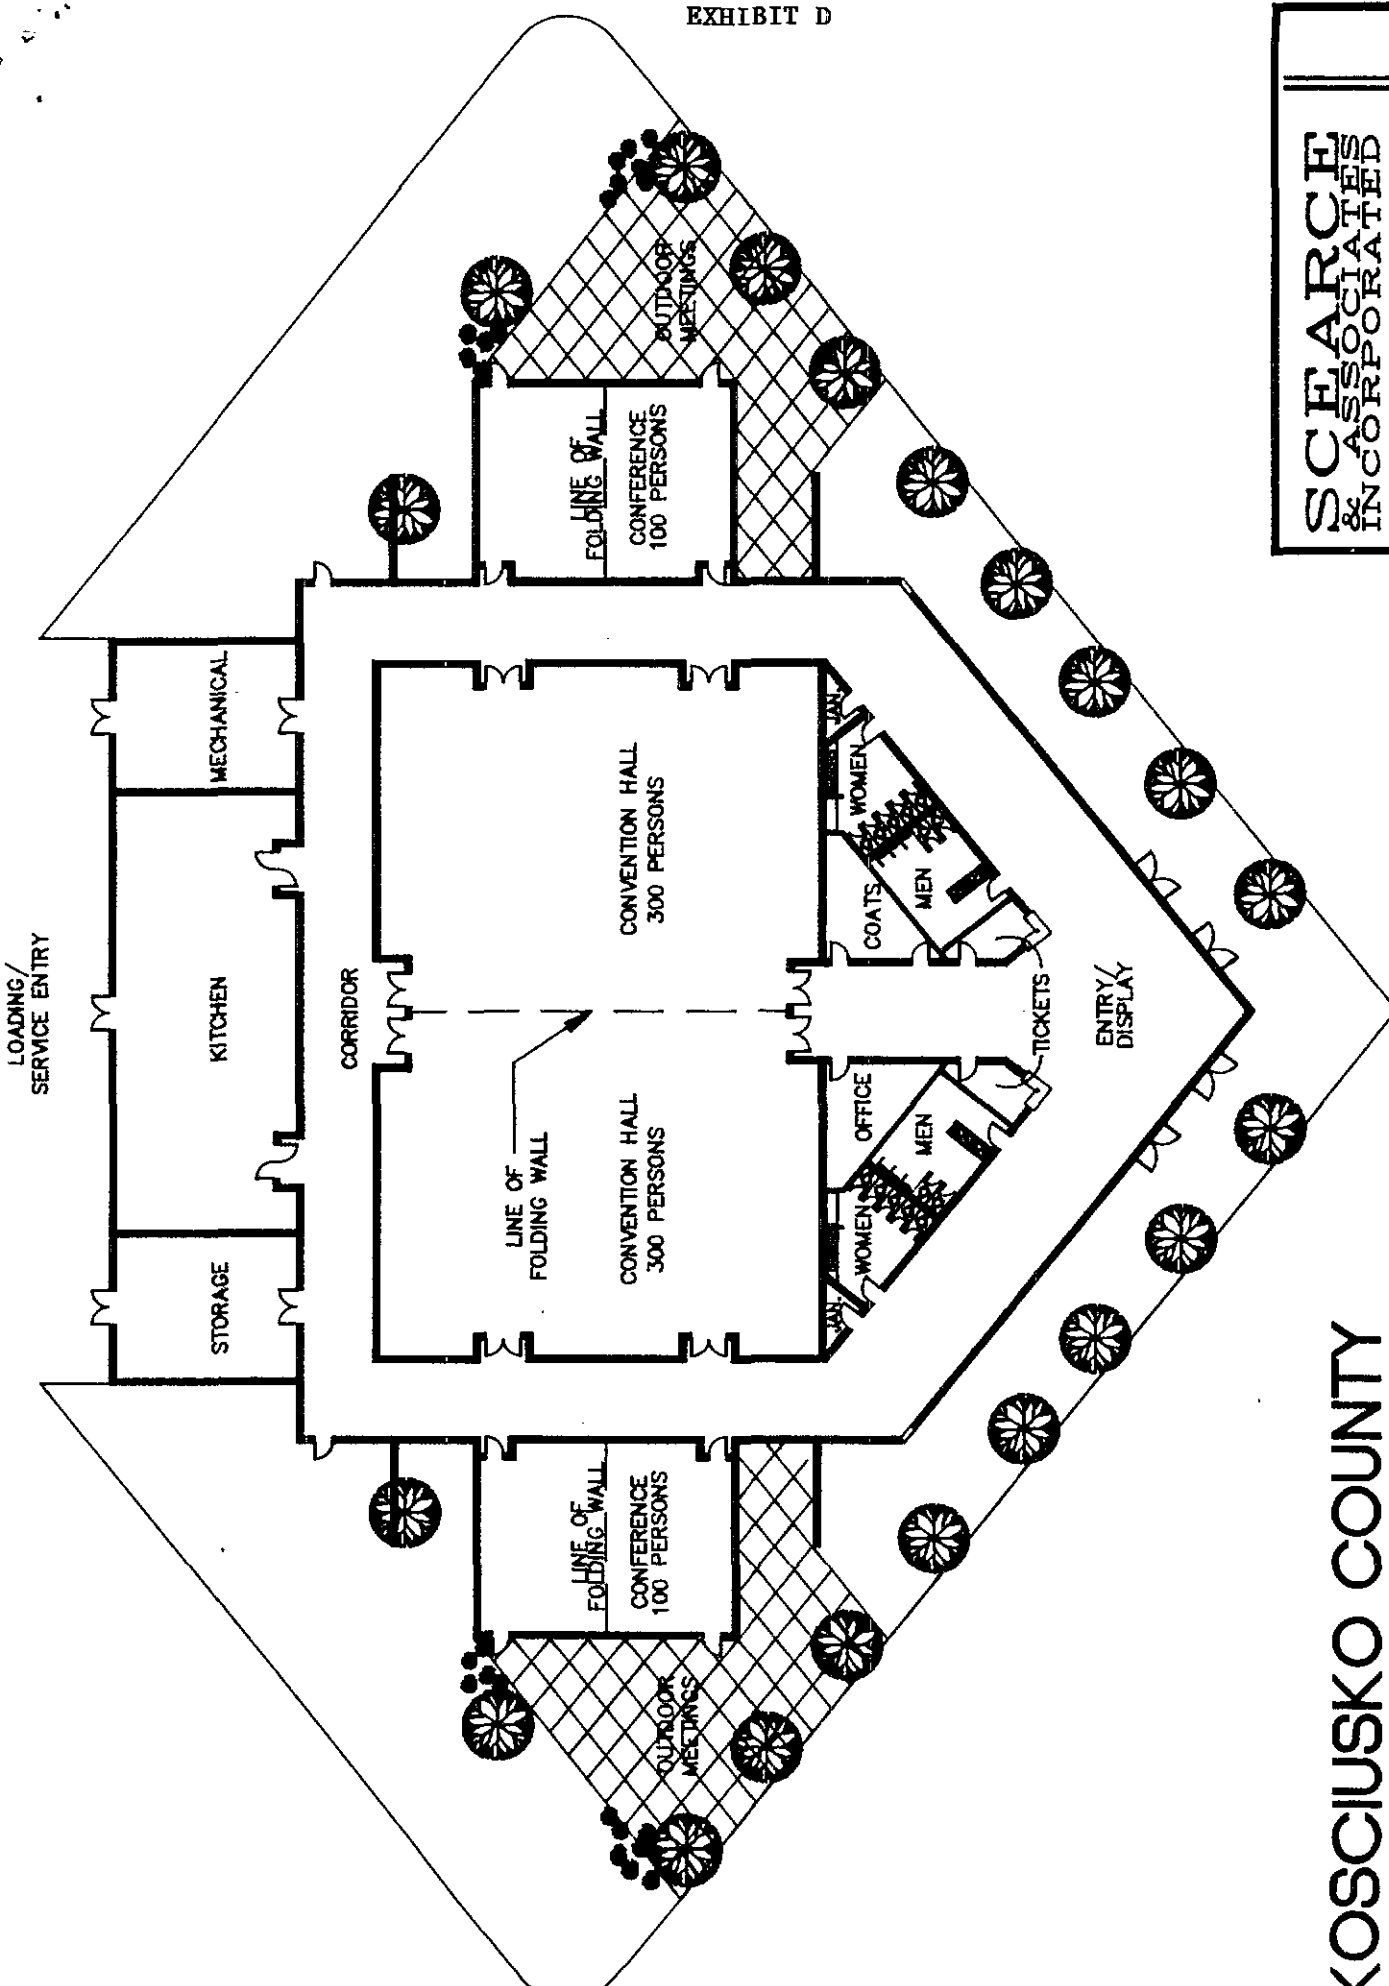 EXHIBIT D
LOADING/
SERVICE ENTRY
STORAGE
KITCHEN
MECHANICAL
CORRIDOR
LINE OF
FOLDING WALL
CONFERENCE
100 PERSONS
OUTDOOR
MEETINGS
CONVENTION HALL
300 PERSONS
LINE OF
FOLDING WALL
CONVENTION HALL
300 PERSONS
LINE OF
FOLDING WALL
CONFERENCE
100 PERSONS
OUTDOOR
MEETINGS
JAN.
WOMEN
MEN
OFFICE
COATS
MEN
WOMEN
JAN.
TICKETS
ENTRY/
DISPLAY
KOSCIUSKO COUNTY
SCEARCE
& ASSOCIATES
INCORPORATED